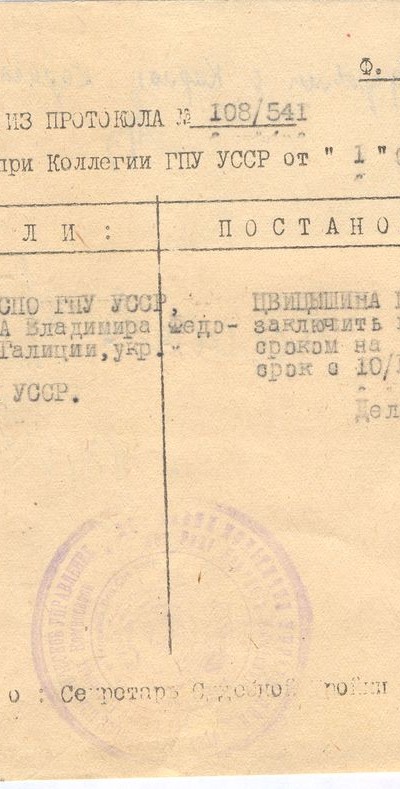 Ф.
ИЗ ПРОТОКОЛА № 108/541
при Коллегии ГПУ УССР от " 1 "
Л И : ПОСТАНО
СПО ГПУ УССР, ЦВИЦЫШИНА
А Владимира Федо- заключить
Галиции, укр. сроком на
срок с 10/
УССР.
Дел
о : Секретарь Судебной Тройки